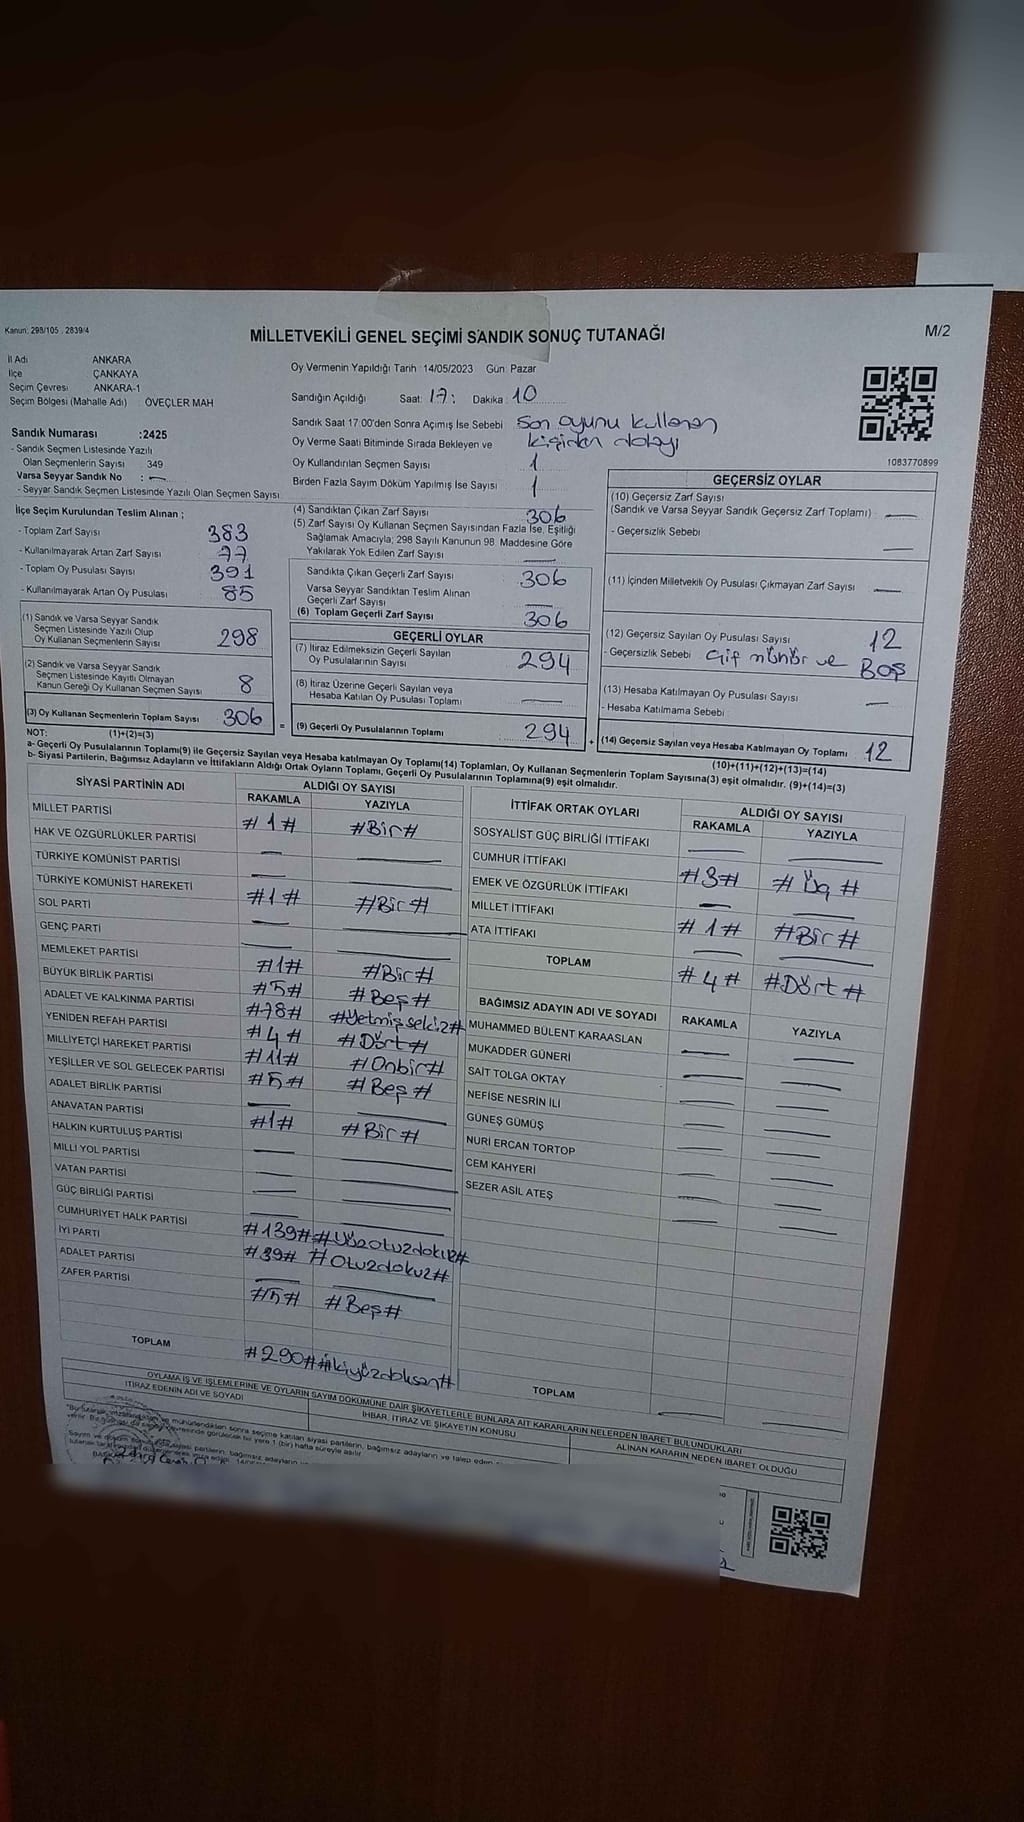 Kanun: 298/105 , 2839/4
MİLLETVEKİLİ GENEL SEÇİMİ SANDIK SONUÇ TUTANAĞI
M/2
İl Adı ANKARA
İlçe ÇANKAYA
Seçim Çevresi ANKARA-1
Seçim Bölgesi (Mahalle Adı) ÖVEÇLER MAH
Sandık Numarası :2425
- Sandık Seçmen Listesinde Yazılı
Olan Seçmenlerin Sayısı 349
Varsa Seyyar Sandık No : —
- Seyyar Sandık Seçmen Listesinde Yazılı Olan Seçmen Sayısı
Oy Vermenin Yapıldığı Tarih 14/05/2023 Gün: Pazar
Sandığın Açıldığı Saat: 17: Dakika: 10
Sandık Saat 17.00'den Sonra Açımış İse Sebebi Son oyunu kullanan
kişiden dolayı
Oy Verme Saati Bitiminde Sırada Bekleyen ve
Oy Kullandırılan Seçmen Sayısı 1
Birden Fazla Sayım Döküm Yapılmış İse Sayısı 1
1083770899
İlçe Seçim Kurulundan Teslim Alınan ;
- Toplam Zarf Sayısı 383
- Kullanılmayarak Artan Zarf Sayısı 77
- Toplam Oy Pusulası Sayısı 391
- Kullanılmayarak Artan Oy Pusulası 85
(1) Sandık ve Varsa Seyyar Sandık
Seçmen Listesinde Yazılı Olup
Oy Kullanan Seçmenlerin Sayısı 298
(2) Sandık ve Varsa Seyyar Sandık
Seçmen Listesinde Kayıtlı Olmayan
Kanun Gereği Oy Kullanan Seçmen Sayısı 8
(3) Oy Kullanan Seçmenlerin Toplam Sayısı 306
(4) Sandıktan Çıkan Zarf Sayısı 306
(5) Zarf Sayısı Oy Kullanan Seçmen Sayısından Fazla İse, Eşitliği
Sağlamak Amacıyla; 298 Sayılı Kanunun 98. Maddesine Göre
Yakılarak Yok Edilen Zarf Sayısı —
Sandıkta Çıkan Geçerli Zarf Sayısı 306
Varsa Seyyar Sandıktan Teslim Alınan
Geçerli Zarf Sayısı —
(6) Toplam Geçerli Zarf Sayısı 306
GEÇERLİ OYLAR
(7) İtiraz Edilmeksizin Geçerli Sayılan
Oy Pusulalarının Sayısı 294
(8) İtiraz Üzerine Geçerli Sayılan veya
Hesaba Katılan Oy Pusulası Toplamı —
= (9) Geçerli Oy Pusulalarının Toplamı 294 +
GEÇERSİZ OYLAR
(10) Geçersiz Zarf Sayısı
(Sandık ve Varsa Seyyar Sandık Geçersiz Zarf Toplamı) —
- Geçersizlik Sebebi —
(11) İçinden Milletvekili Oy Pusulası Çıkmayan Zarf Sayısı —
(12) Geçersiz Sayılan Oy Pusulası Sayısı 12
- Geçersizlik Sebebi Çif mühür ve Boş
(13) Hesaba Katılmayan Oy Pusulası Sayısı —
- Hesaba Katılmama Sebebi
(14) Geçersiz Sayılan veya Hesaba Katılmayan Oy Toplamı 12
NOT: (1)+(2)=(3) (10)+(11)+(12)+(13)=(14)
a- Geçerli Oy Pusulalarının Toplamı(9) ile Geçersiz Sayılan veya Hesaba katılmayan Oy Toplamı(14) Toplamları, Oy Kullanan Seçmenlerin Toplam Sayısına(3) eşit olmalıdır. (9)+(14)=(3)
b- Siyasi Partilerin, Bağımsız Adayların ve İttifakların Aldığı Ortak Oyların Toplamı, Geçerli Oy Pusulalarının Toplamına(9) eşit olmalıdır.
SİYASİ PARTİNİN ADI ALDIĞI OY SAYISI
RAKAMLA YAZIYLA
MİLLET PARTİSİ #1# #Bir#
HAK VE ÖZGÜRLÜKLER PARTİSİ —
TÜRKİYE KOMÜNİST PARTİSİ —
TÜRKİYE KOMÜNİST HAREKETİ #1# #Bir#
SOL PARTİ —
GENÇ PARTİ —
MEMLEKET PARTİSİ #1# #Bir#
BÜYÜK BİRLİK PARTİSİ #5# #Beş#
ADALET VE KALKINMA PARTİSİ #78# #Yetmişsekiz#
YENİDEN REFAH PARTİSİ #4# #Dört#
MİLLİYETÇİ HAREKET PARTİSİ #11# #Onbir#
YEŞİLLER VE SOL GELECEK PARTİSİ #5# #Beş#
ADALET BİRLİK PARTİSİ —
ANAVATAN PARTİSİ #1# #Bir#
HALKIN KURTULUŞ PARTİSİ —
MİLLİ YOL PARTİSİ —
VATAN PARTİSİ —
GÜÇ BİRLİĞİ PARTİSİ —
CUMHURİYET HALK PARTİSİ #139# #Yüzotuzdokuz#
İYİ PARTİ #39# #Otuzdokuz#
ADALET PARTİSİ —
ZAFER PARTİSİ #5# #Beş#
TOPLAM #290# #ikiyüzdoksan#
İTTİFAK ORTAK OYLARI ALDIĞI OY SAYISI
RAKAMLA YAZIYLA
SOSYALİST GÜÇ BİRLİĞİ İTTİFAKI —
CUMHUR İTTİFAKI #3# #Üç#
EMEK VE ÖZGÜRLÜK İTTİFAKI —
MİLLET İTTİFAKI #1# #Bir#
ATA İTTİFAKI —
TOPLAM #4# #Dört#
BAĞIMSIZ ADAYIN ADI VE SOYADI RAKAMLA YAZIYLA
MUHAMMED BÜLENT KARAASLAN —
MUKADDER GÜNERİ —
SAİT TOLGA OKTAY —
NEFİSE NESRİN İLİ —
GÜNEŞ GÜMÜŞ —
NURİ ERCAN TORTOP —
CEM KAHYERİ —
SEZER ASİL ATEŞ —
TOPLAM —
OYLAMA İŞ VE İŞLEMLERİNE VE OYLARIN SAYIM DÖKÜMÜNE DAİR ŞİKAYETLERLE BUNLARA AİT KARARLARIN NELERDEN İBARET BULUNDUKLARI
İTİRAZ EDENİN ADI VE SOYADI İHBAR, İTİRAZ VE ŞİKAYETİN KONUSU ALINAN KARARIN NEDEN İBARET OLDUĞU